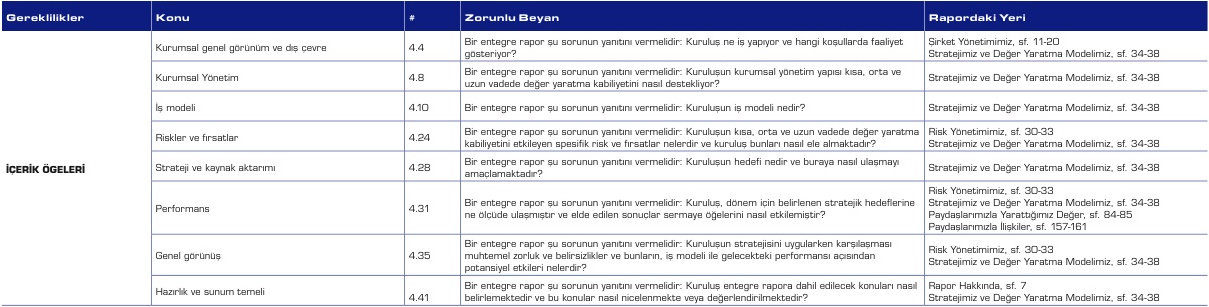 Gereklilikler Konu # Zorunlu Beyan Rapordaki Yeri
İÇERİK ÖGELERİ
Kurumsal genel görünüm ve dış çevre
4.4
Bir entegre rapor şu sorunun yanıtını vermelidir: Kuruluş ne iş yapıyor ve hangi koşullarda faaliyet
gösteriyor?
Şirket Yönetimimiz, sf. 11-20
Stratejimiz ve Değer Yaratma Modelimiz, sf. 34-38
Kurumsal Yönetim
4.8
Bir entegre rapor şu sorunun yanıtını vermelidir: Kuruluşun kurumsal yönetim yapısı kısa, orta ve
uzun vadede değer yaratma kabiliyetini nasıl destekliyor?
Stratejimiz ve Değer Yaratma Modelimiz, sf. 34-38
İş modeli
4.10
Bir entegre rapor şu sorunun yanıtını vermelidir: Kuruluşun iş modeli nedir?
Stratejimiz ve Değer Yaratma Modelimiz, sf. 34-38
Riskler ve fırsatlar
4.24
Bir entegre rapor şu sorunun yanıtını vermelidir: Kuruluşun kısa, orta ve uzun vadede değer yaratma
kabiliyetini etkileyen spesifik risk ve fırsatlar nelerdir ve kuruluş bunları nasıl ele almaktadır?
Risk Yönetimimiz, sf. 30-33
Stratejimiz ve Değer Yaratma Modelimiz, sf. 34-38
Strateji ve kaynak aktarımı
4.28
Bir entegre rapor şu sorunun yanıtını vermelidir: Kuruluşun hedefi nedir ve buraya nasıl ulaşmayı
amaçlamaktadır?
Stratejimiz ve Değer Yaratma Modelimiz, sf. 34-38
Performans
4.31
Bir entegre rapor şu sorunun yanıtını vermelidir: Kuruluş, dönem için belirlenen stratejik hedeflerine
ne ölçüde ulaşmıştır ve elde edilen sonuçlar sermaye öğelerini nasıl etkilemiştir?
Risk Yönetimimiz, sf. 30-33
Stratejimiz ve Değer Yaratma Modelimiz, sf. 34-38
Paydaşlarımızla Yarattığımız Değer, sf. 84-85
Paydaşlarımızla İlişkiler, sf. 157-161
Genel görünüş
4.35
Bir entegre rapor şu sorunun yanıtını vermelidir: Kuruluşun stratejisini uygularken karşılaşması
muhtemel zorluk ve belirsizlikler ve bunların, iş modeli ile gelecekteki performansı açısından
potansiyel etkileri nelerdir?
Risk Yönetimimiz, sf. 30-33
Stratejimiz ve Değer Yaratma Modelimiz, sf. 34-38
Hazırlık ve sunum temeli
4.41
Bir entegre rapor şu sorunun yanıtını vermelidir: Kuruluş entegre rapora dahil edilecek konuları nasıl
belirlemektedir ve bu konular nasıl nicelenmekte veya değerlendirilmektedir?
Rapor Hakkında, sf. 7
Stratejimiz ve Değer Yaratma Modelimiz, sf. 34-38